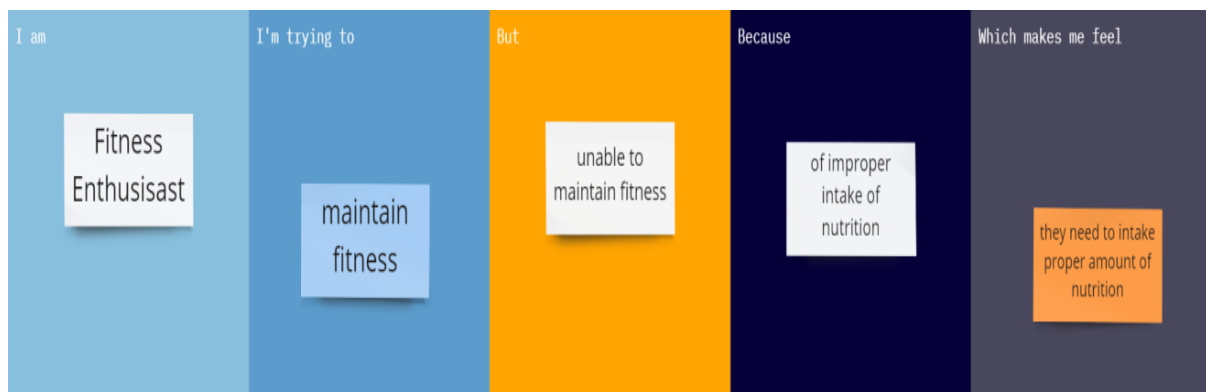 I am
Fitness
Enthusisast
I'm trying to
maintain
fitness
But
unable to
maintain fitness
Because
of improper
intake of
nutrition
Which makes me feel
they need to intake
proper amount of
nutrition